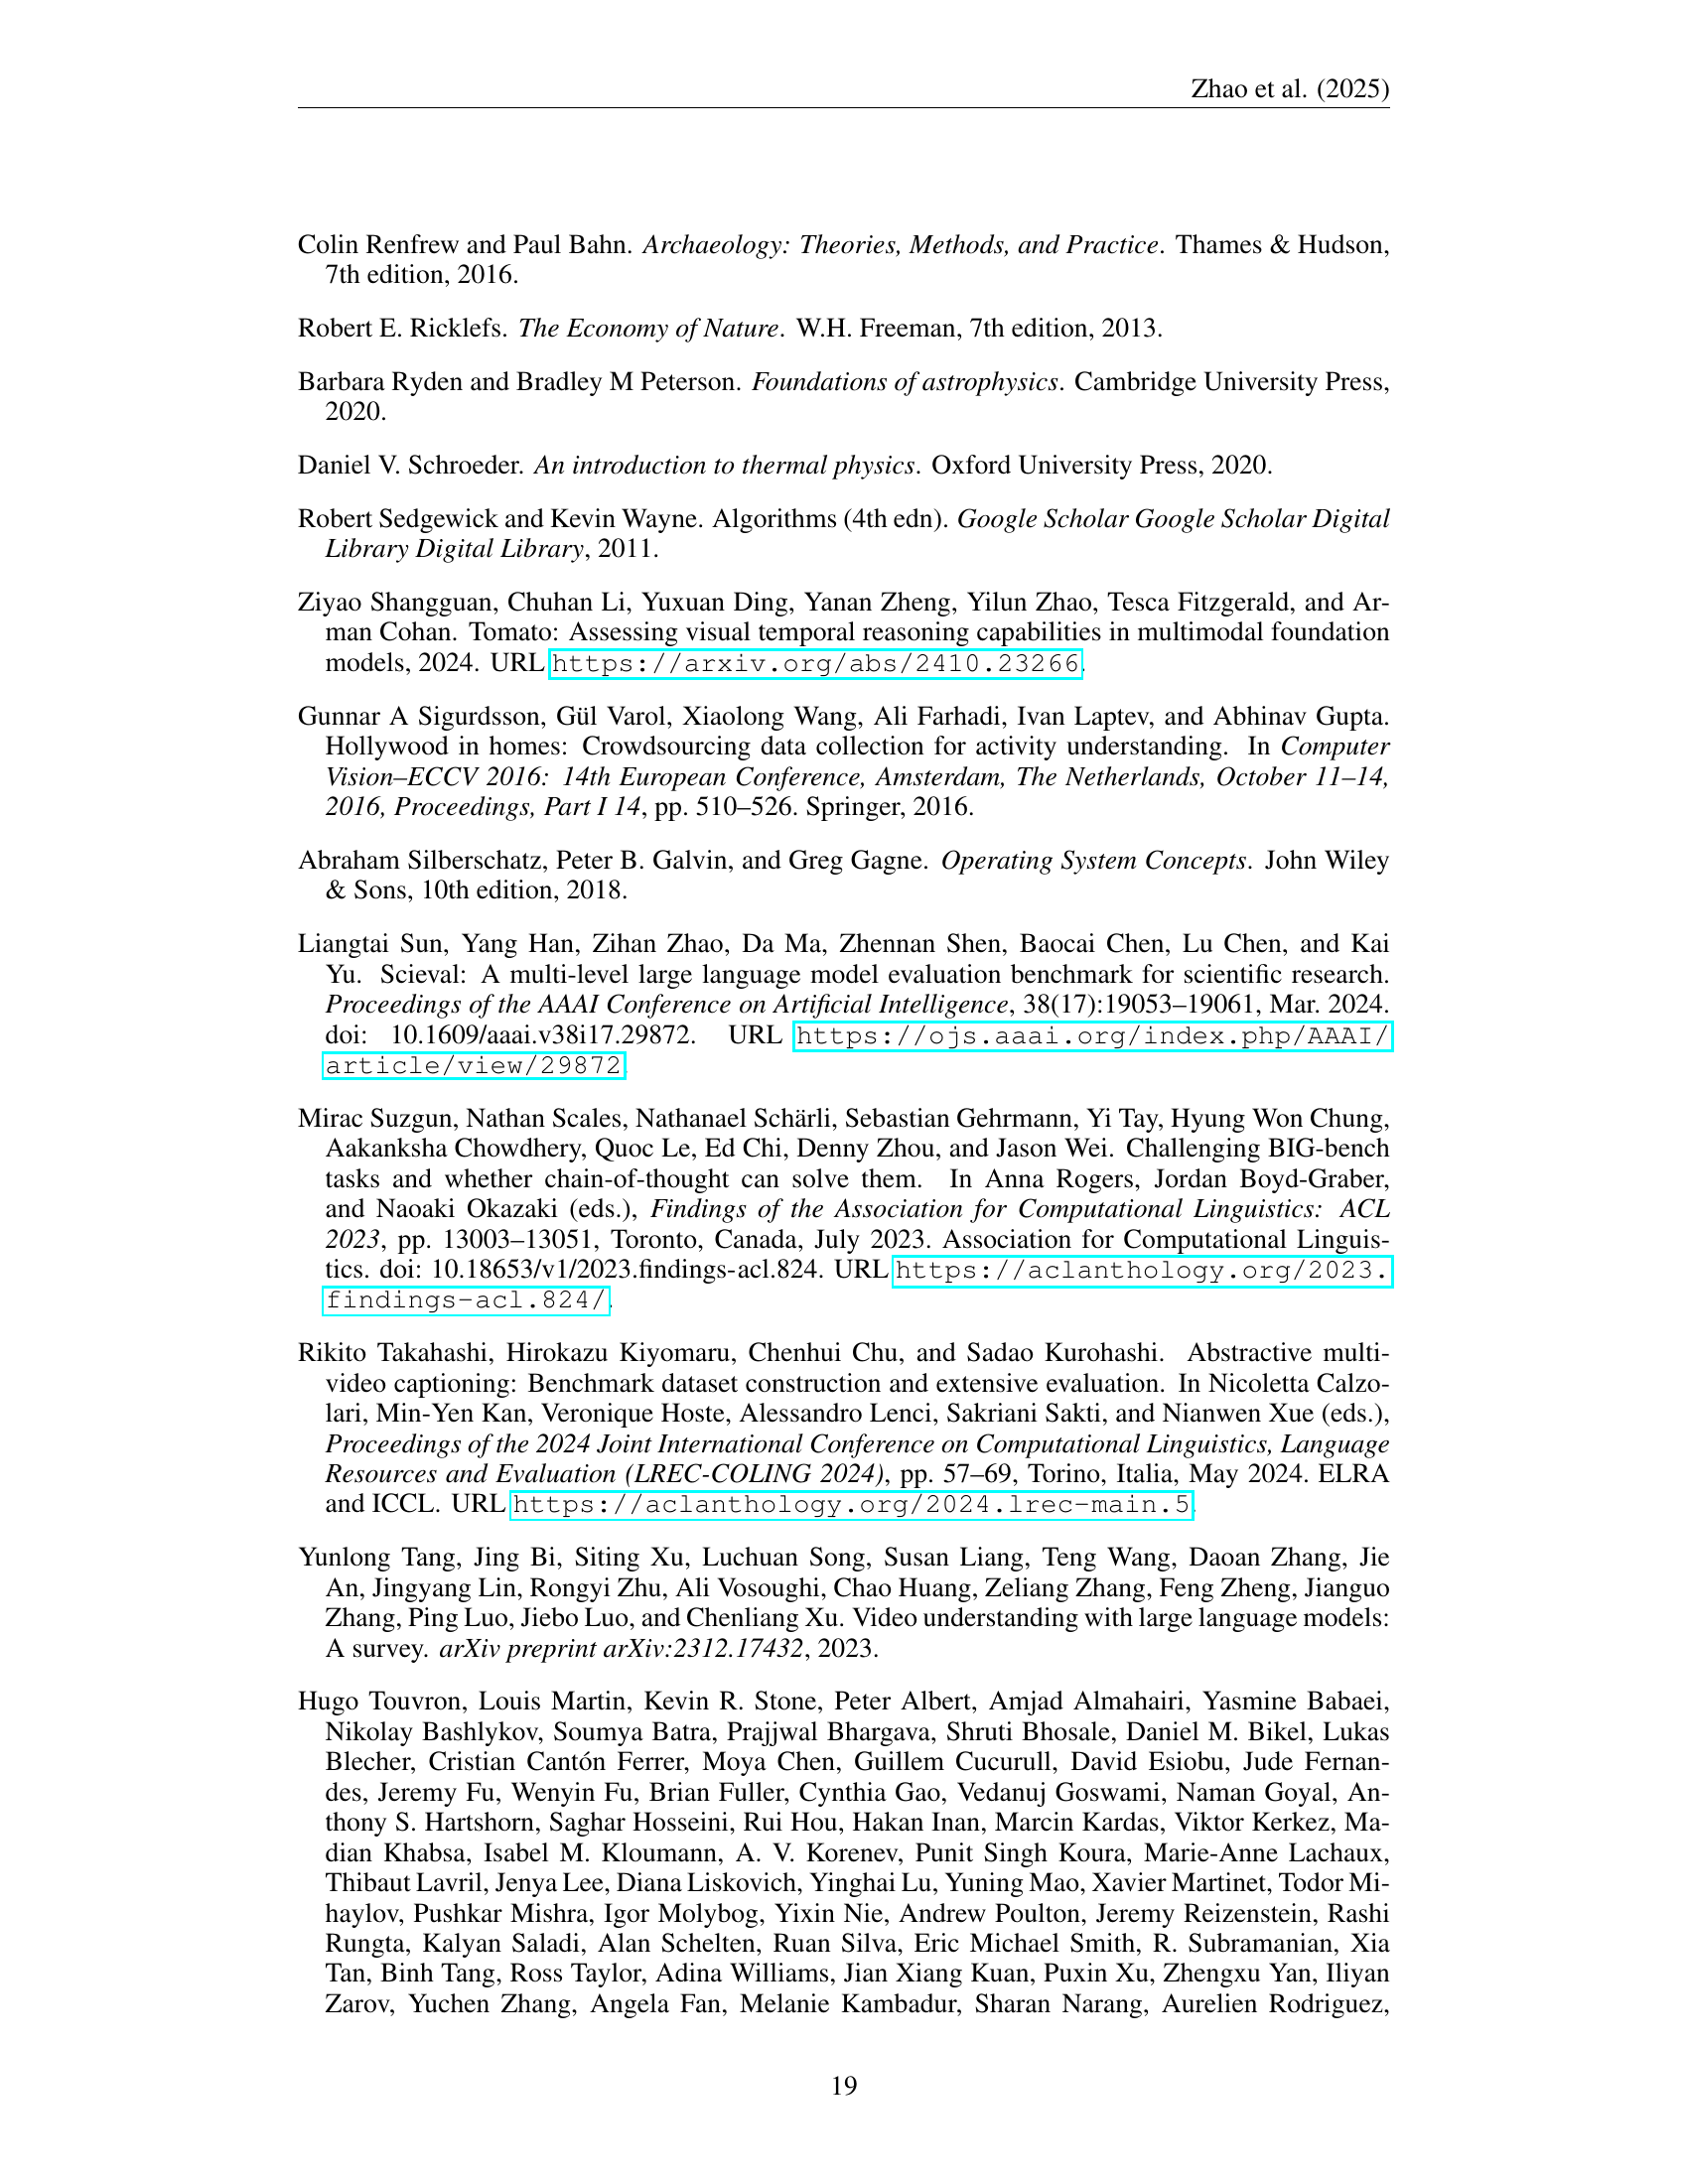 Zhao et al. (2025)
Colin Renfrew and Paul Bahn. Archaeology: Theories, Methods, and Practice. Thames & Hudson,
7th edition, 2016.
Robert E. Ricklefs. The Economy of Nature. W.H. Freeman, 7th edition, 2013.
Barbara Ryden and Bradley M Peterson. Foundations of astrophysics. Cambridge University Press,
2020.
Daniel V. Schroeder. An introduction to thermal physics. Oxford University Press, 2020.
Robert Sedgewick and Kevin Wayne. Algorithms (4th edn). Google Scholar Google Scholar Digital
Library Digital Library, 2011.
Ziyao Shangguan, Chuhan Li, Yuxuan Ding, Yanan Zheng, Yilun Zhao, Tesca Fitzgerald, and Ar-
man Cohan. Tomato: Assessing visual temporal reasoning capabilities in multimodal foundation
models, 2024. URL https://arxiv.org/abs/2410.23266.
Gunnar A Sigurdsson, Gül Varol, Xiaolong Wang, Ali Farhadi, Ivan Laptev, and Abhinav Gupta.
Hollywood in homes: Crowdsourcing data collection for activity understanding. In Computer
Vision–ECCV 2016: 14th European Conference, Amsterdam, The Netherlands, October 11–14,
2016, Proceedings, Part I 14, pp. 510–526. Springer, 2016.
Abraham Silberschatz, Peter B. Galvin, and Greg Gagne. Operating System Concepts. John Wiley
& Sons, 10th edition, 2018.
Liangtai Sun, Yang Han, Zihan Zhao, Da Ma, Zhennan Shen, Baocai Chen, Lu Chen, and Kai
Yu. Scieval: A multi-level large language model evaluation benchmark for scientific research.
Proceedings of the AAAI Conference on Artificial Intelligence, 38(17):19053–19061, Mar. 2024.
doi: 10.1609/aaai.v38i17.29872. URL https://ojs.aaai.org/index.php/AAAI/
article/view/29872.
Mirac Suzgun, Nathan Scales, Nathanael Schärli, Sebastian Gehrmann, Yi Tay, Hyung Won Chung,
Aakanksha Chowdhery, Quoc Le, Ed Chi, Denny Zhou, and Jason Wei. Challenging BIG-bench
tasks and whether chain-of-thought can solve them. In Anna Rogers, Jordan Boyd-Graber,
and Naoaki Okazaki (eds.), Findings of the Association for Computational Linguistics: ACL
2023, pp. 13003–13051, Toronto, Canada, July 2023. Association for Computational Linguis-
tics. doi: 10.18653/v1/2023.findings-acl.824. URL https://aclanthology.org/2023.
findings-acl.824/.
Rikito Takahashi, Hirokazu Kiyomaru, Chenhui Chu, and Sadao Kurohashi. Abstractive multi-
video captioning: Benchmark dataset construction and extensive evaluation. In Nicoletta Calzo-
lari, Min-Yen Kan, Veronique Hoste, Alessandro Lenci, Sakriani Sakti, and Nianwen Xue (eds.),
Proceedings of the 2024 Joint International Conference on Computational Linguistics, Language
Resources and Evaluation (LREC-COLING 2024), pp. 57–69, Torino, Italia, May 2024. ELRA
and ICCL. URL https://aclanthology.org/2024.lrec-main.5.
Yunlong Tang, Jing Bi, Siting Xu, Luchuan Song, Susan Liang, Teng Wang, Daoan Zhang, Jie
An, Jingyang Lin, Rongyi Zhu, Ali Vosoughi, Chao Huang, Zeliang Zhang, Feng Zheng, Jianguo
Zhang, Ping Luo, Jiebo Luo, and Chenliang Xu. Video understanding with large language models:
A survey. arXiv preprint arXiv:2312.17432, 2023.
Hugo Touvron, Louis Martin, Kevin R. Stone, Peter Albert, Amjad Almahairi, Yasmine Babaei,
Nikolay Bashlykov, Soumya Batra, Prajjwal Bhargava, Shruti Bhosale, Daniel M. Bikel, Lukas
Blecher, Cristian Cantón Ferrer, Moya Chen, Guillem Cucurull, David Esiobu, Jude Fernan-
des, Jeremy Fu, Wenyin Fu, Brian Fuller, Cynthia Gao, Vedanuj Goswami, Naman Goyal, An-
thony S. Hartshorn, Saghar Hosseini, Rui Hou, Hakan Inan, Marcin Kardas, Viktor Kerkez, Ma-
dian Khabsa, Isabel M. Kloumann, A. V. Korenev, Punit Singh Koura, Marie-Anne Lachaux,
Thibaut Lavril, Jenya Lee, Diana Liskovich, Yinghai Lu, Yuning Mao, Xavier Martinet, Todor Mi-
haylov, Pushkar Mishra, Igor Molybog, Yixin Nie, Andrew Poulton, Jeremy Reizenstein, Rashi
Rungta, Kalyan Saladi, Alan Schelten, Ruan Silva, Eric Michael Smith, R. Subramanian, Xia
Tan, Binh Tang, Ross Taylor, Adina Williams, Jian Xiang Kuan, Puxin Xu, Zhengxu Yan, Iliyan
Zarov, Yuchen Zhang, Angela Fan, Melanie Kambadur, Sharan Narang, Aurelien Rodriguez,
19